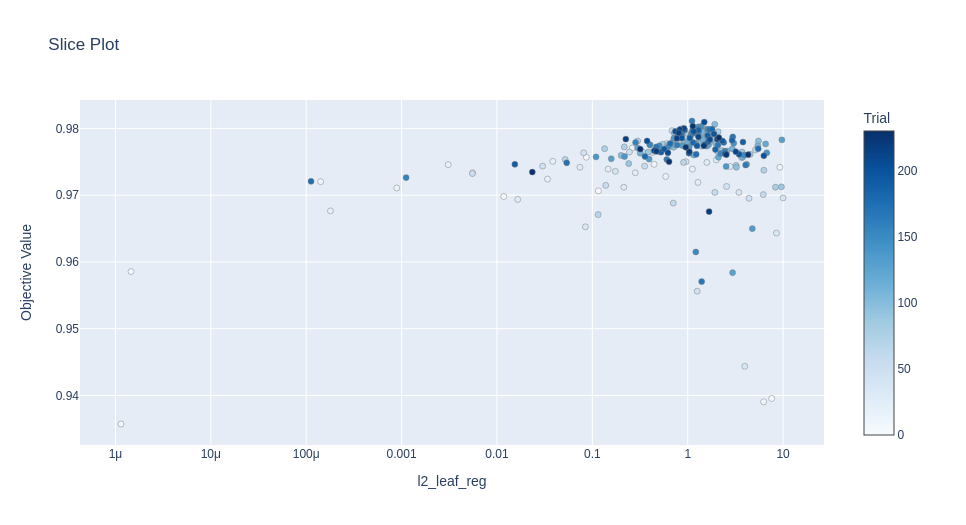 Slice Plot
Trial
0.98
0.97
0.96
0.95
0.94
Objective Value
1μ
10μ
100μ
0.001
0.01
0.1
1
10
l2_leaf_reg
200
150
100
50
0